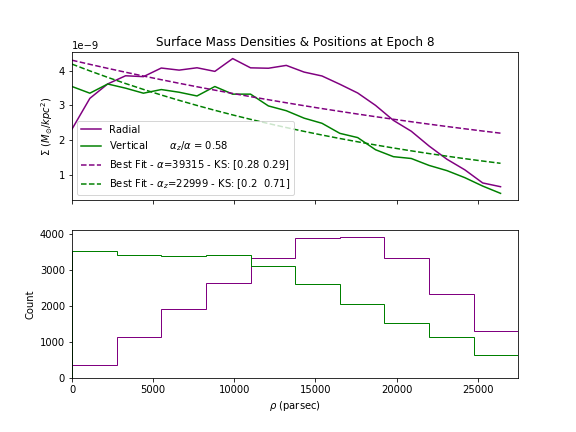 Surface Mass Densities & Positions at Epoch 8
1e−9
4
3
2
1
Σ (M⊙/kpc²)
Radial
Vertical αz/α = 0.58
Best Fit - α=39315 - KS: [0.28 0.29]
Best Fit - αz=22999 - KS: [0.2 0.71]
4000
3000
2000
1000
0
Count
0 5000 10000 15000 20000 25000
ρ (parsec)